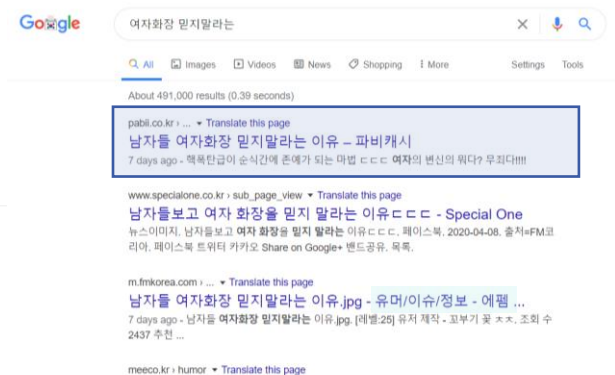 Google
여자화장 믿지말라는
All Images Videos News Shopping More Settings Tools
About 491,000 results (0.39 seconds)
pabii.co.kr › ... ▾ Translate this page
남자들 여자화장 믿지말라는 이유 – 파비캐시
7 days ago - 핵폭탄급이 순식간에 존예가 되는 마법 ㄷㄷㄷ 여자의 변신의 뭐다? 무죄다!!!!
www.specialone.co.kr › sub_page_view ▾ Translate this page
남자들보고 여자 화장을 믿지 말라는 이유ㄷㄷㄷ - Special One
뉴스이미지. 남자들보고 여자 화장을 믿지 말라는 이유ㄷㄷㄷ. 페이스북. 2020-04-08. 출처=FM코
리아. 페이스북 트위터 카카오 Share on Google+ 밴드공유. 목록.
m.fmkorea.com › ... ▾ Translate this page
남자들 여자화장 믿지말라는 이유.jpg - 유머/이슈/정보 - 에펨 ...
7 days ago - 남자들 여자화장 믿지말라는 이유.jpg. [레벨:25] 유저 제작 - 꼬부기 꽃 ㅊㅊ. 조회 수
2437 추천 ...
meeco.kr › humor ▾ Translate this page